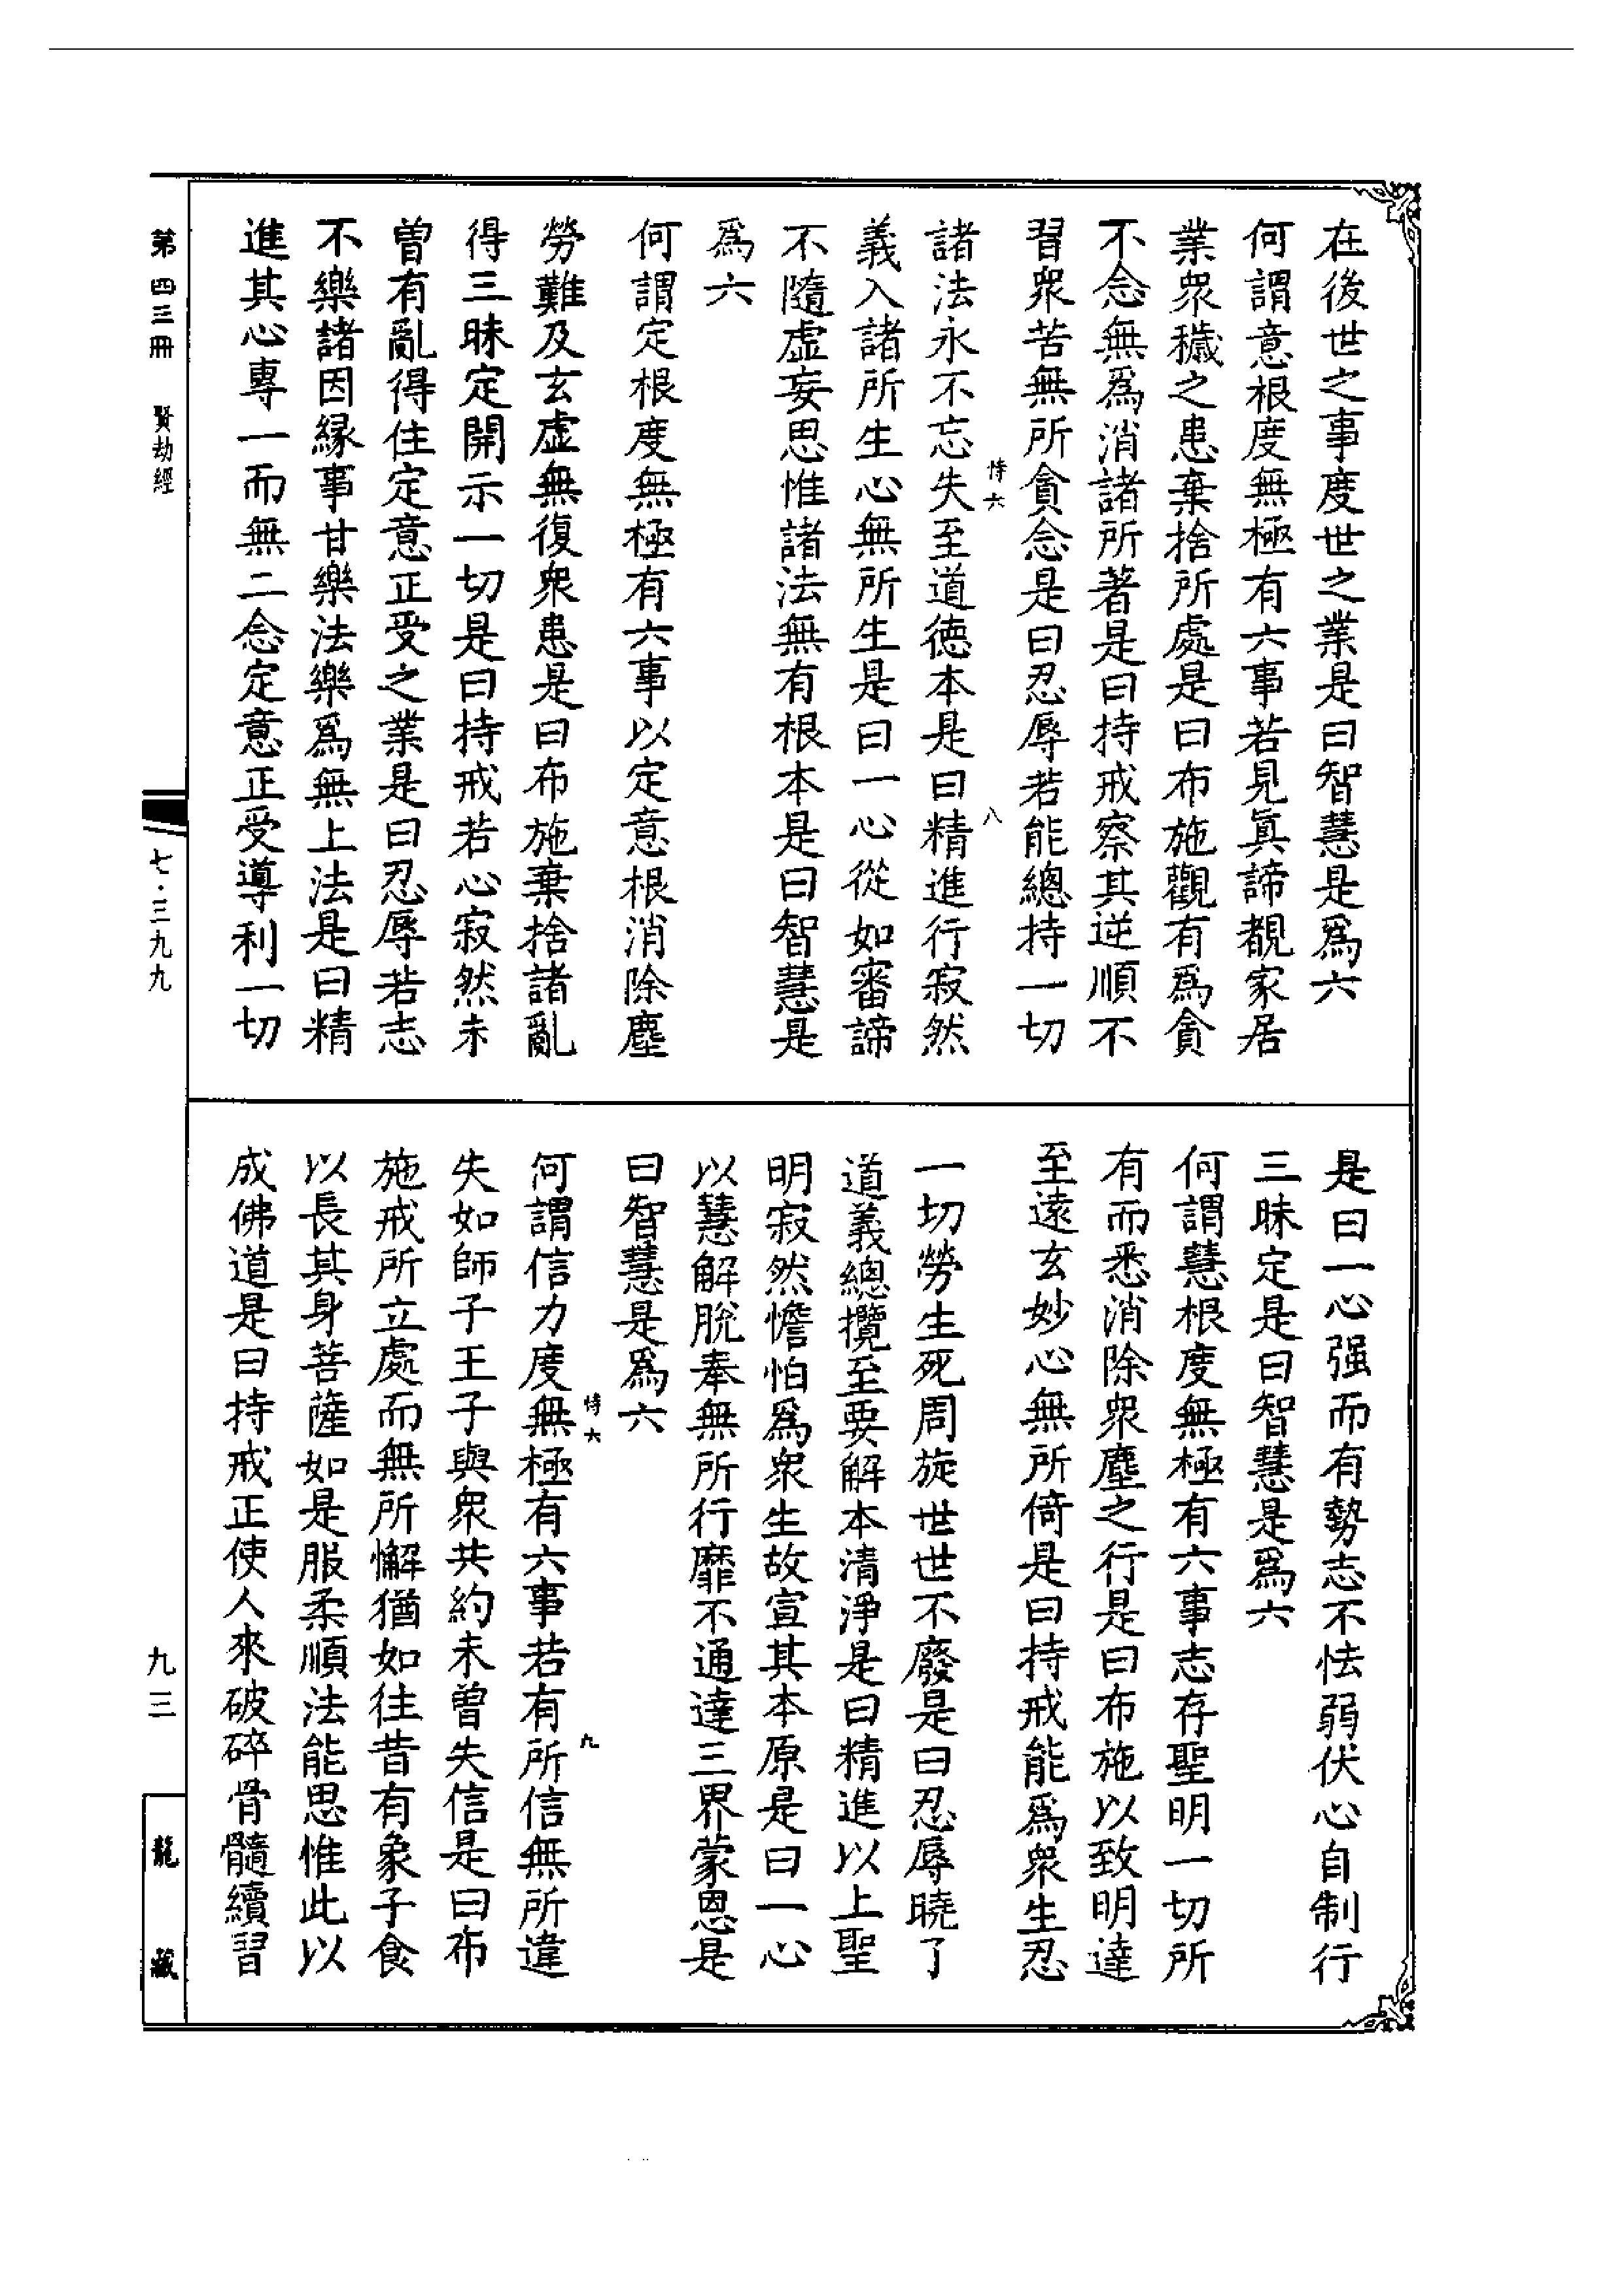 在後世之事度世之業是曰智慧是爲六
何謂意根度無極有六事若見眞諦覩家居
業衆穢之患棄捨所處是曰布施觀有爲貪
不念無爲消諸所著是曰持戒察其逆順不
習衆苦無所貪念是曰忍辱若能總持一切
恃六
八
諸法永不忘失至道德本是曰精進行寂然
義入諸所生心無所生是曰一心從如審諦
不隨虛妄思惟諸法無有根本是曰智慧是
爲六
何謂定根度無極有六事以定意根消除塵
勞難及玄虛無復衆患是曰布施棄捨諸亂
得三昧定開示一切是曰持戒若心寂然未
曾有亂得住定意正受之業是曰忍辱若志
不樂諸因緣事甘樂法樂爲無上法是曰精
進其心專一而無二念定意正受導利一切
是曰一心强而有勢志不怯弱伏心自制行
三昧定是曰智慧是爲六
何謂慧根度無極有六事志存聖明一切所
有而悉消除衆塵之行是曰布施以致明達
至遠玄妙心無所倚是曰持戒能爲衆生忍
一切勞生死周旋世世不廢是曰忍辱曉了
道義總攬至要解本清淨是曰精進以上聖
明寂然憺怕爲衆生故宣其本原是曰一心
以慧解脫奉無所行靡不通達三界蒙恩是
曰智慧是爲六
恃六
九
何謂信力度無極有六事若有所信無所違
失如師子王子與衆共約未曾失信是曰布
施戒所立處而無所懈猶如往昔有象子食
以長其身菩薩如是服柔順法能思惟此以
成佛道是曰持戒正使人來破碎骨髓續習
第四三冊
賢劫經
七·三九九
九三
龍藏